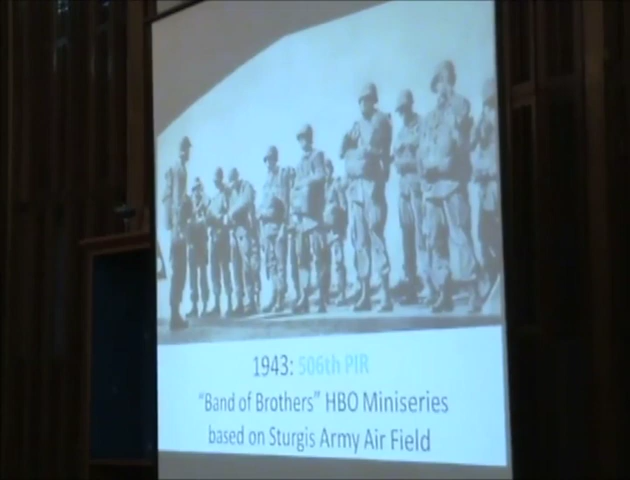 1943: 506th PIR
"Band of Brothers" HBO Miniseries
based on Sturgis Army Air Field